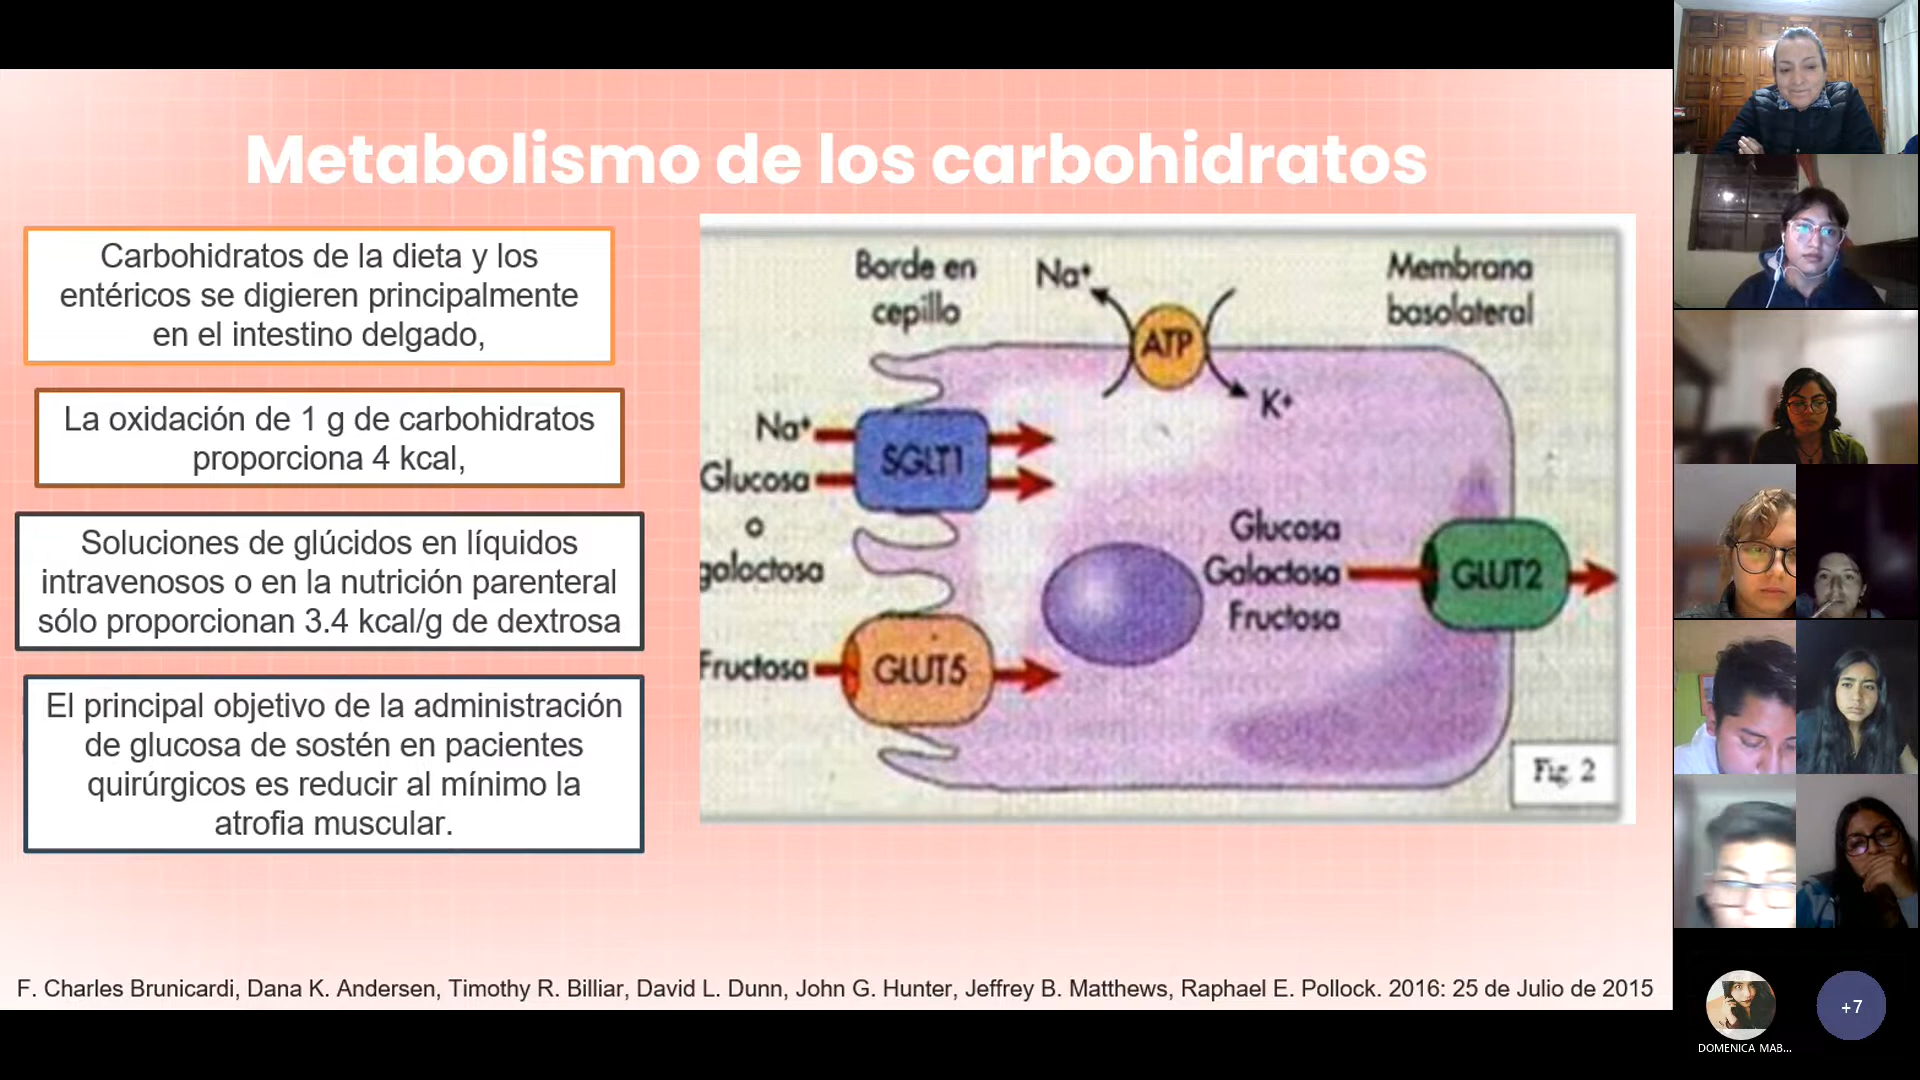 Metabolismo de los carbohidratos
Carbohidratos de la dieta y los
entéricos se digieren principalmente
en el intestino delgado,
La oxidación de 1 g de carbohidratos
proporciona 4 kcal,
Soluciones de glúcidos en líquidos
intravenosos o en la nutrición parenteral
sólo proporcionan 3.4 kcal/g de dextrosa
El principal objetivo de la administración
de glucosa de sostén en pacientes
quirúrgicos es reducir al mínimo la
atrofia muscular.
Borde en
cepillo
Na+
ATP
K+
Membrana
basolateral
Na+
Glucosa
o
galactosa
SGLT1
Fructosa
GLUT5
Glucosa
Galactosa
Fructosa
GLUT2
Fig. 2
F. Charles Brunicardi, Dana K. Andersen, Timothy R. Billiar, David L. Dunn, John G. Hunter, Jeffrey B. Matthews, Raphael E. Pollock. 2016: 25 de Julio de 2015
+7
DOMENICA MAB...